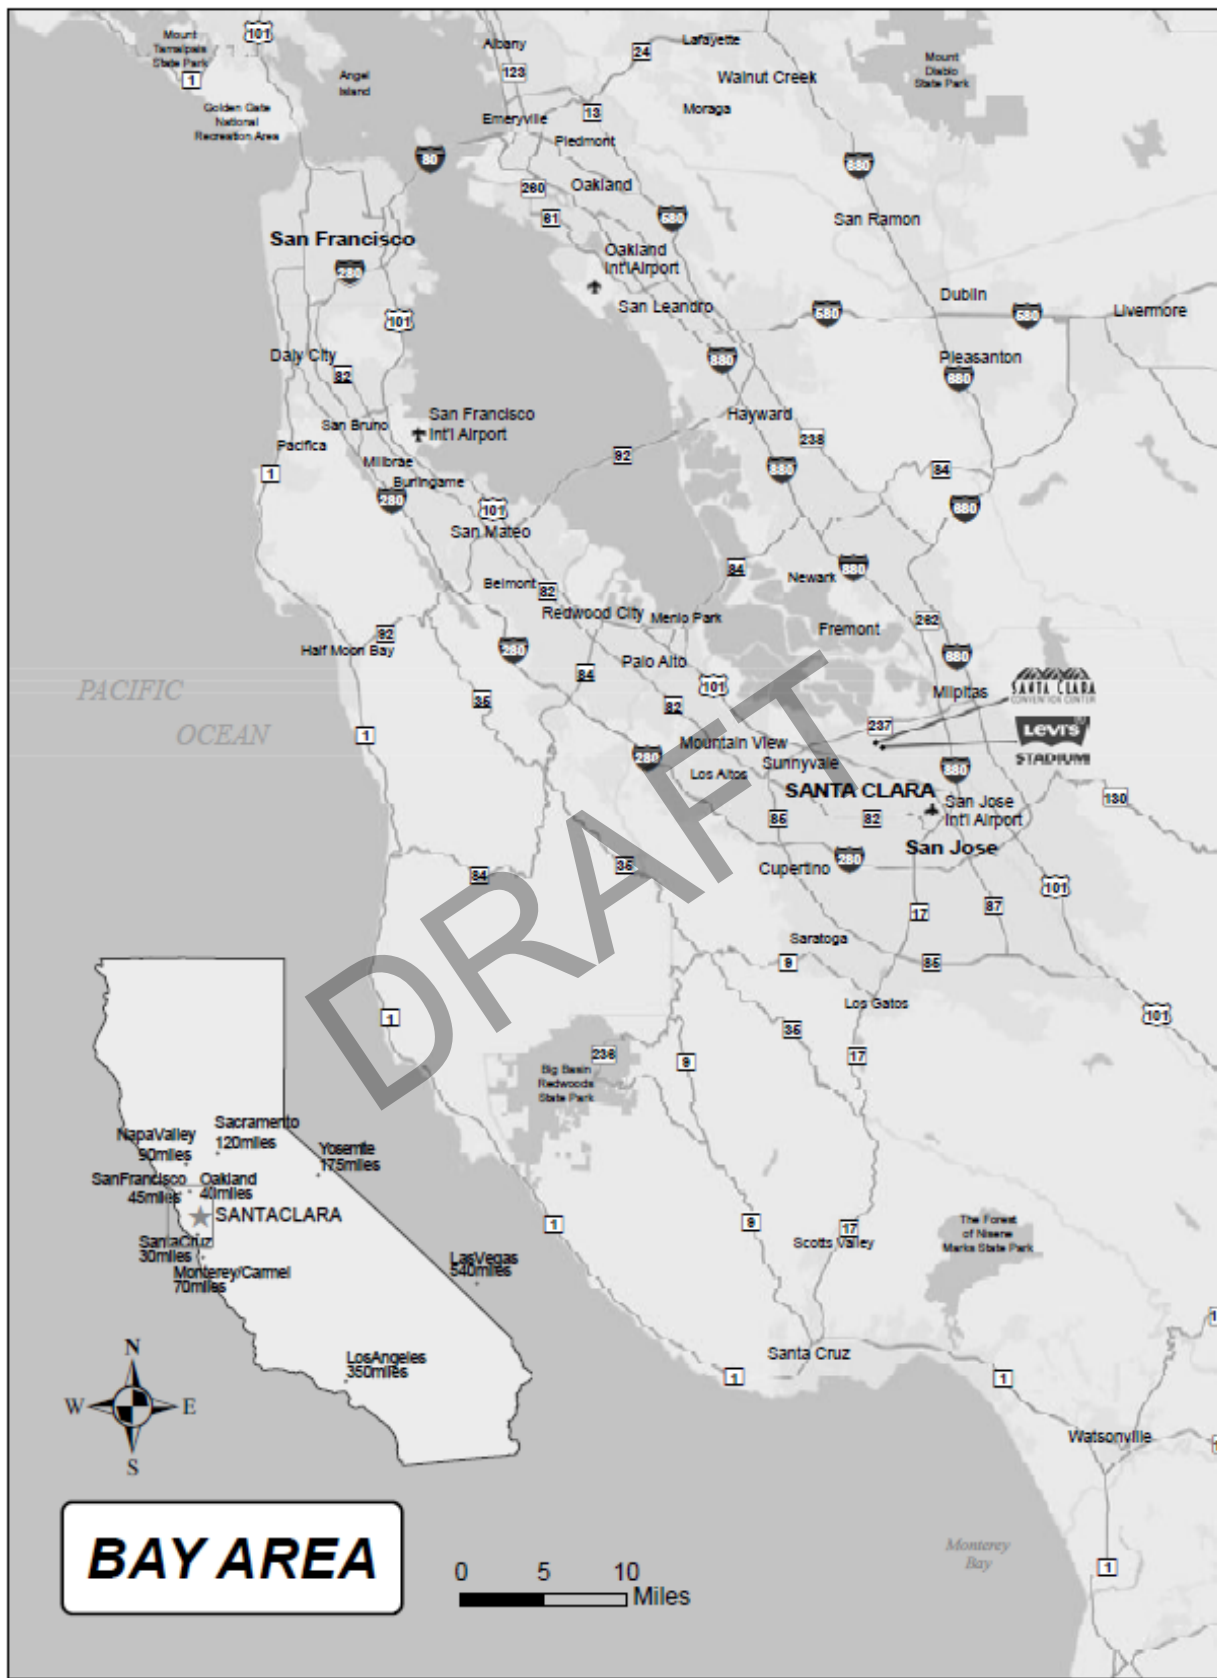 Mount
Tamalpais
State Park
101
1
Golden Gate
National
Recreation Area
Angel
Island
Albany
123
24
Lafayette
Walnut Creek
Mount
Diablo
State Park
Emeryville
13
Moraga
Piedmont
80
260
Oakland
61
580
680
San Ramon
San Francisco
280
Oakland
Int'lAirport
San Leandro
Dublin
580
580
Livermore
101
Daly City
82
880
Pleasanton
680
San Bruno
San Francisco
Int'l Airport
Hayward
238
Pacifica
Millbrae
92
1
Burlingame
280
880
84
101
San Mateo
680
Belmont
82
84
Newark
880
Redwood City
Menlo Park
262
Fremont
92
Half Moon Bay
280
Palo Alto
84
680
101
PACIFIC
OCEAN
35
82
Milpitas
SANTA CLARA
CONVENTION CENTER
237
LEVI'S
STADIUM
1
Mountain View
280
Los Altos
Sunnyvale
880
SANTA CLARA
San Jose
Int'l Airport
130
85
82
San Jose
280
Cupertino
84
35
101
17
87
Saratoga
9
85
Los Gatos
101
1
35
17
236
9
Big Basin
Redwoods
State Park
DRAFT
NapaValley
90miles
Sacramento
120miles
Yosemite
175miles
SanFrancisco
45miles
Oakland
40miles
SANTACLARA
SantaCruz
30miles
Monterey/Carmel
70miles
LasVegas
540miles
LosAngeles
350miles
1
9
17
Scotts Valley
The Forest
of Nisene
Marks State Park
Santa Cruz
1
1
Watsonville
N
W
E
S
BAY AREA
0
5
10
Miles
Monterey
Bay
1